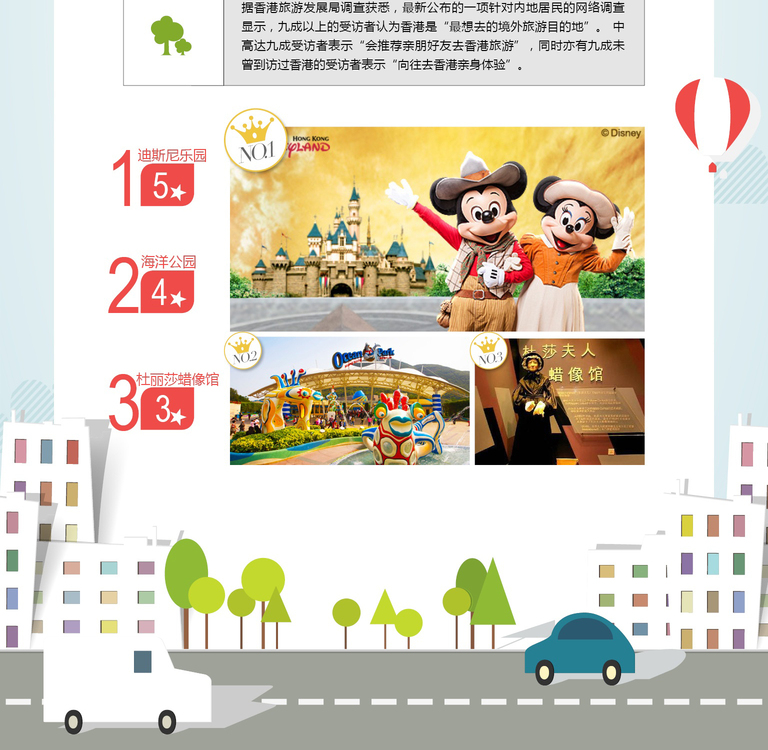 据香港旅游发展局调查获悉，最新公布的一项针对内地居民的网络调查
显示，九成以上的受访者认为香港是“最想去的境外旅游目的地”。 中
高达九成受访者表示“会推荐亲朋好友去香港旅游”，同时亦有九成未
曾到访过香港的受访者表示“向往去香港亲身体验”。
NO.1
HONG KONG
YLAND
© Disney
1 迪斯尼乐园
5
2 海洋公园
4
3 杜丽莎蜡像馆
3
NO.2
Ocean Park
NO.3
杜莎夫人
蜡像馆